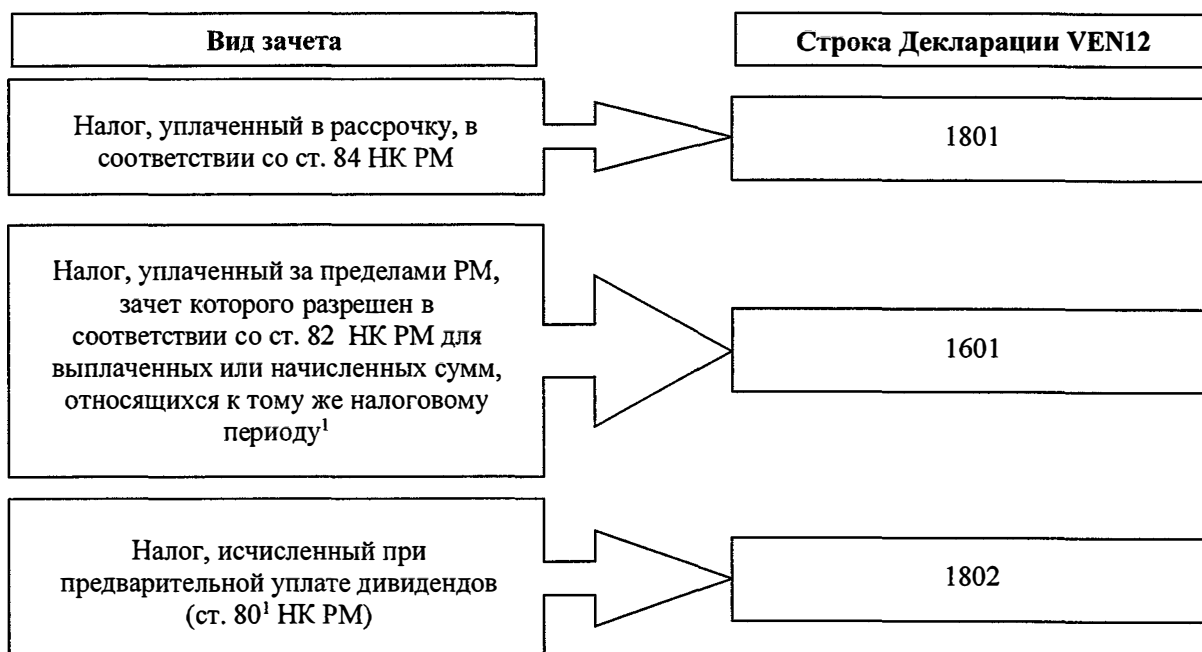 Вид зачета
Строка Декларации VEN12
Налог, уплаченный в рассрочку, в
соответствии со ст. 84 НК РМ
1801
Налог, уплаченный за пределами РМ,
зачет которого разрешен в
соответствии со ст. 82 НК РМ для
выплаченных или начисленных сумм,
относящихся к тому же налоговому
периоду¹
1601
Налог, исчисленный при
предварительной уплате дивидендов
(ст. 80¹ НК РМ)
1802